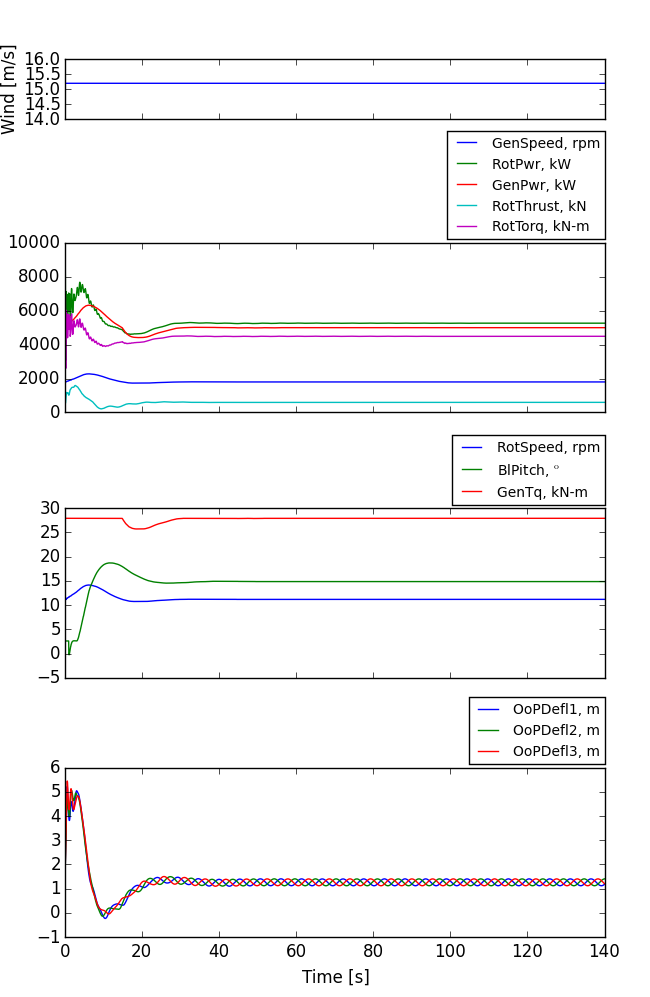 Wind [m/s]
16.0
15.5
15.0
14.5
14.0
GenSpeed, rpm
RotPwr, kW
GenPwr, kW
RotThrust, kN
RotTorq, kN-m
10000
8000
6000
4000
2000
0
RotSpeed, rpm
BlPitch, °
GenTq, kN-m
30
25
20
15
10
5
0
−5
OoPDefl1, m
OoPDefl2, m
OoPDefl3, m
6
5
4
3
2
1
0
−1
0 20 40 60 80 100 120 140
Time [s]